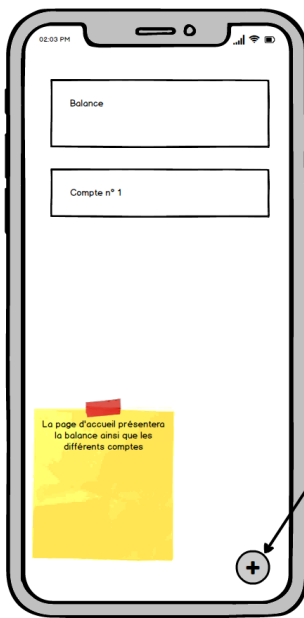 02:03 PM
Balance
Compte n° 1
La page d'accueil présentera
la balance ainsi que les
différents comptes
+